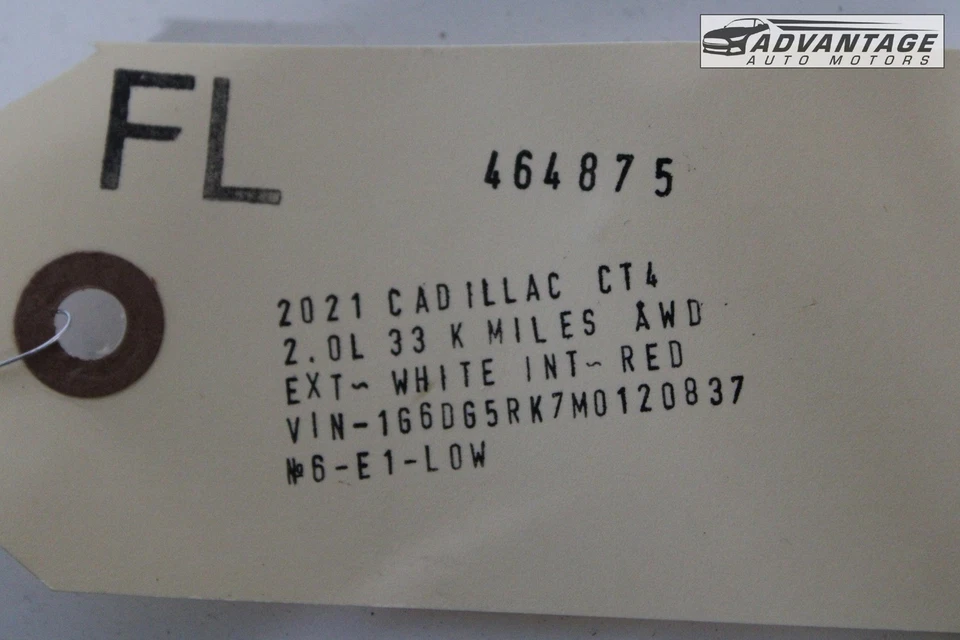 ADVANTAGE
AUTO MOTORS
FL
464875
2021 CADILLAC CT4
2.0L 33 K MILES AWD
EXT~ WHITE INT~ RED
VIN-1G6DG5RK7M0120837
№6-E1-LOW